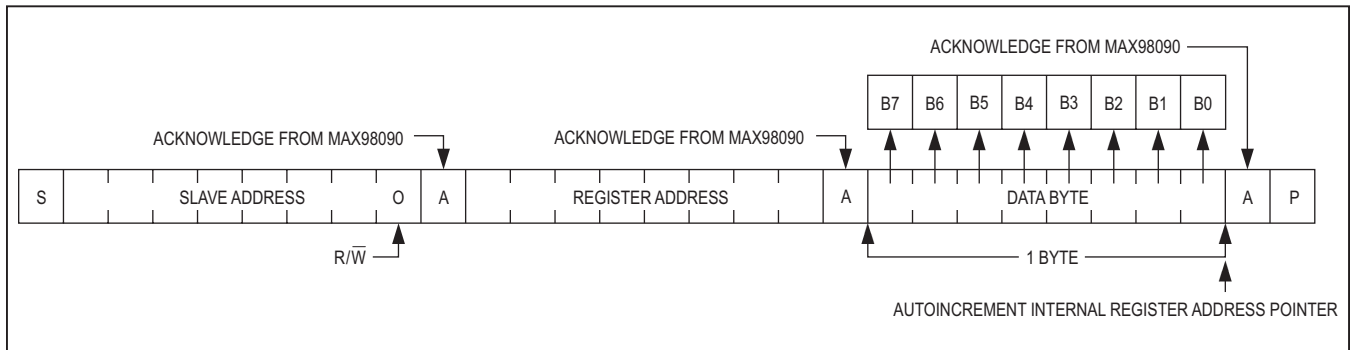 ACKNOWLEDGE FROM MAX98090
B7 B6 B5 B4 B3 B2 B1 B0
ACKNOWLEDGE FROM MAX98090 ACKNOWLEDGE FROM MAX98090
S SLAVE ADDRESS O A REGISTER ADDRESS A DATA BYTE A P
R/W̅ 1 BYTE
AUTOINCREMENT INTERNAL REGISTER ADDRESS POINTER